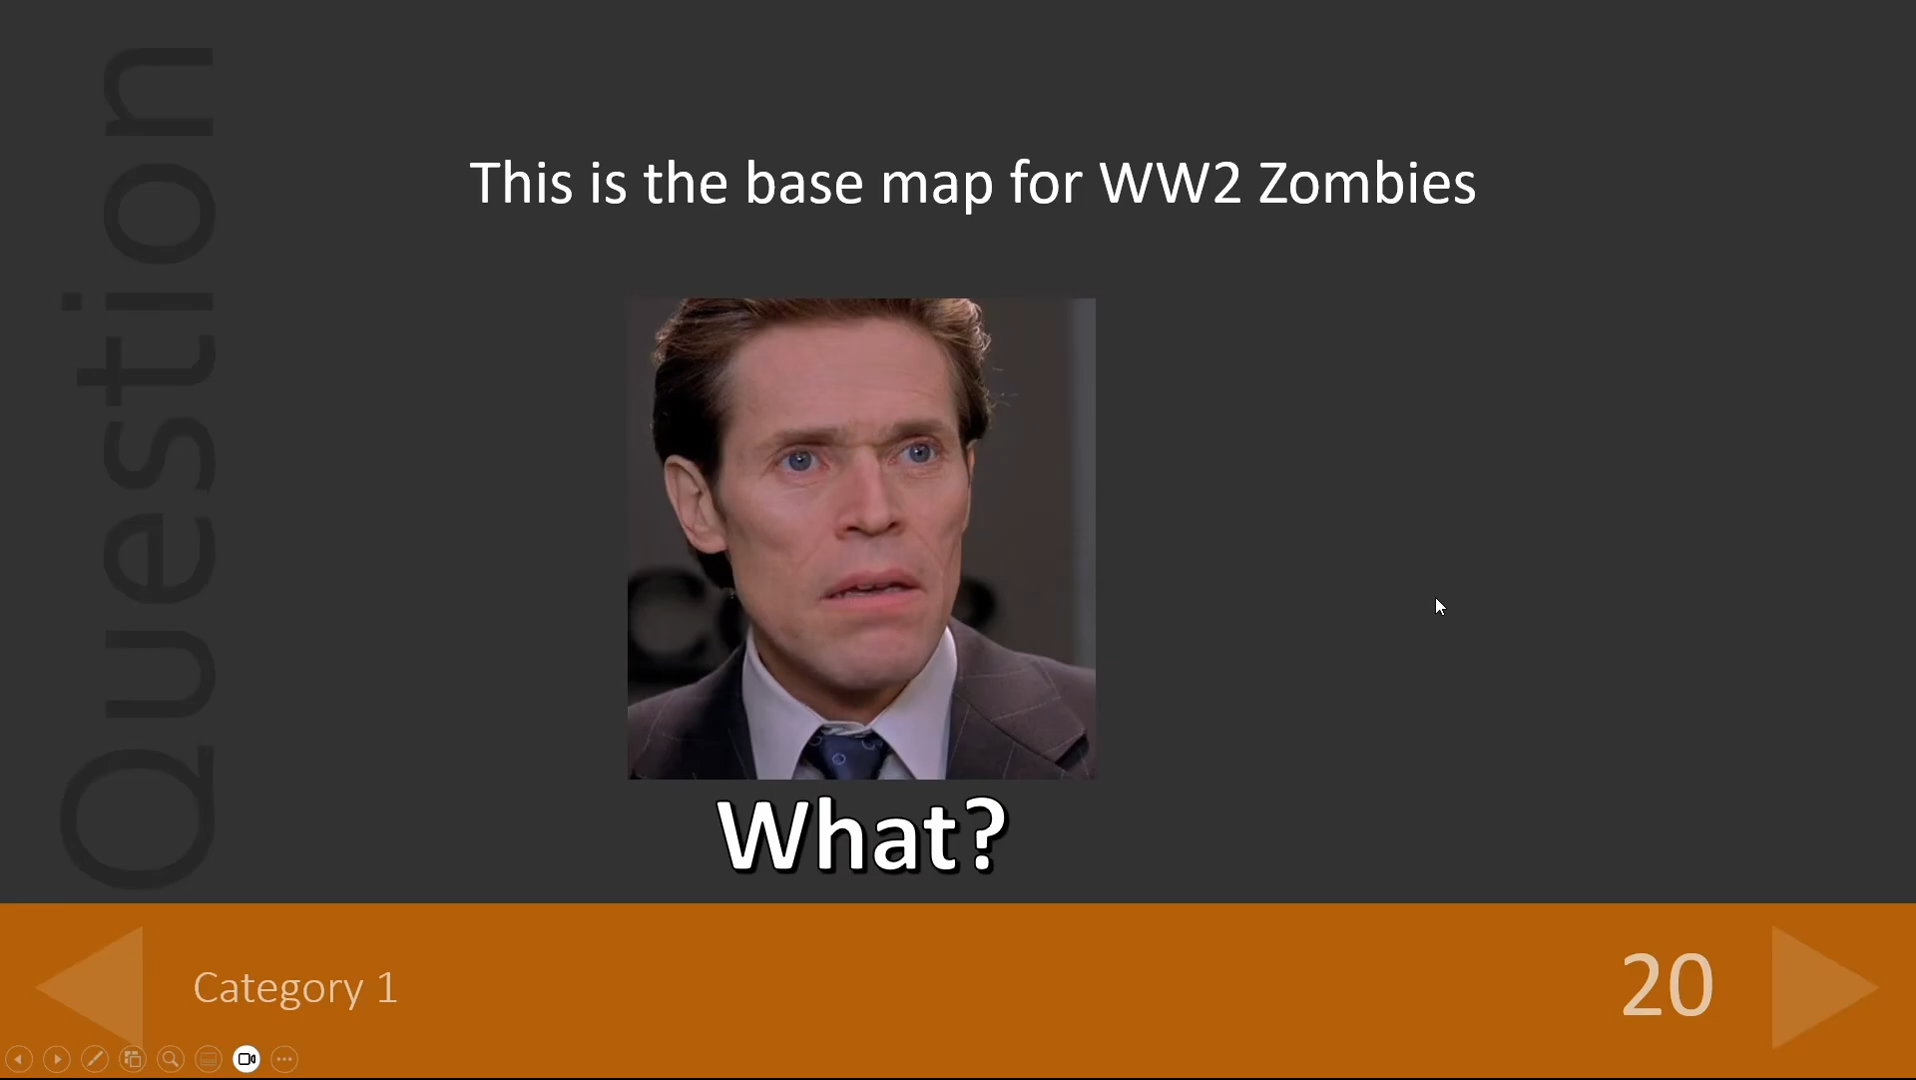 Question
This is the base map for WW2 Zombies
What?
Category 1
20